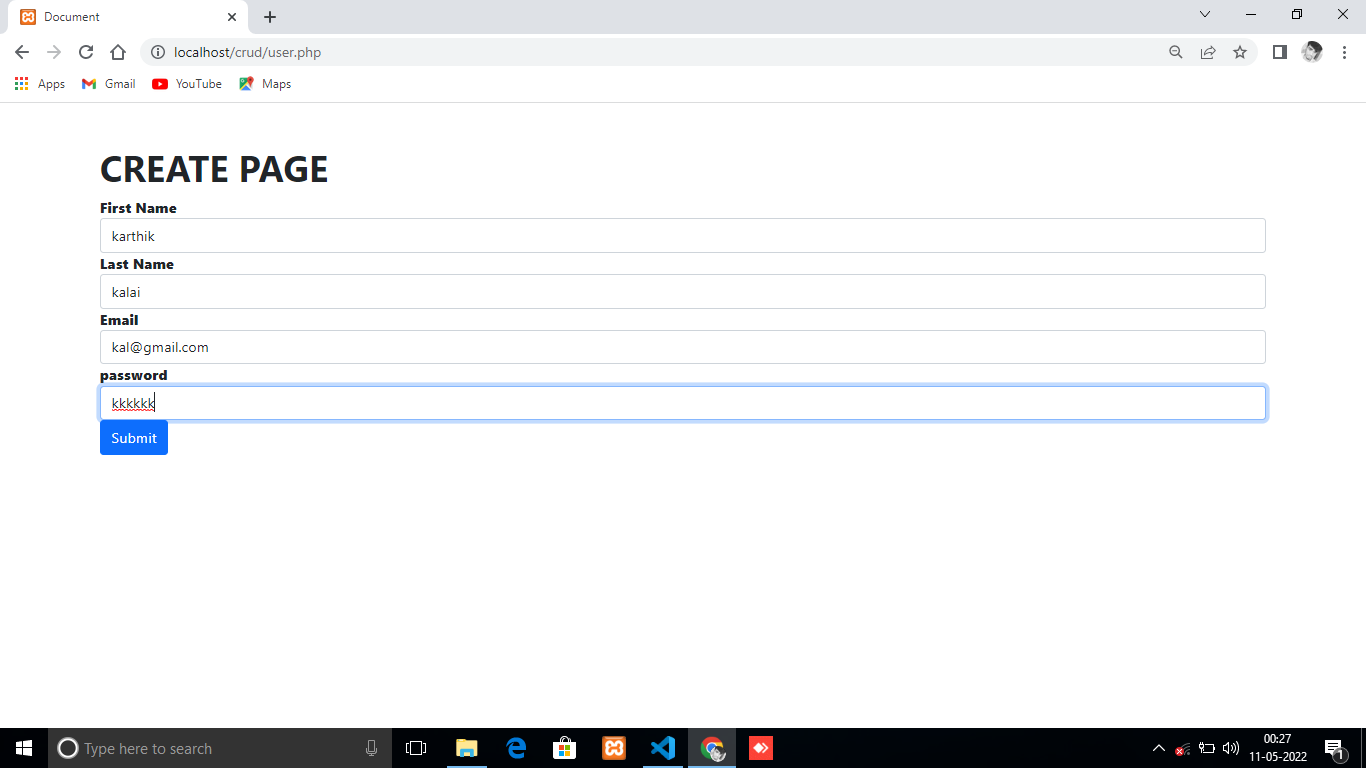 Document
localhost/crud/user.php
Apps Gmail YouTube Maps
CREATE PAGE
First Name
karthik
Last Name
kalai
Email
kal@gmail.com
password
kkkkkk
Submit
Type here to search
00:27
11-05-2022
1